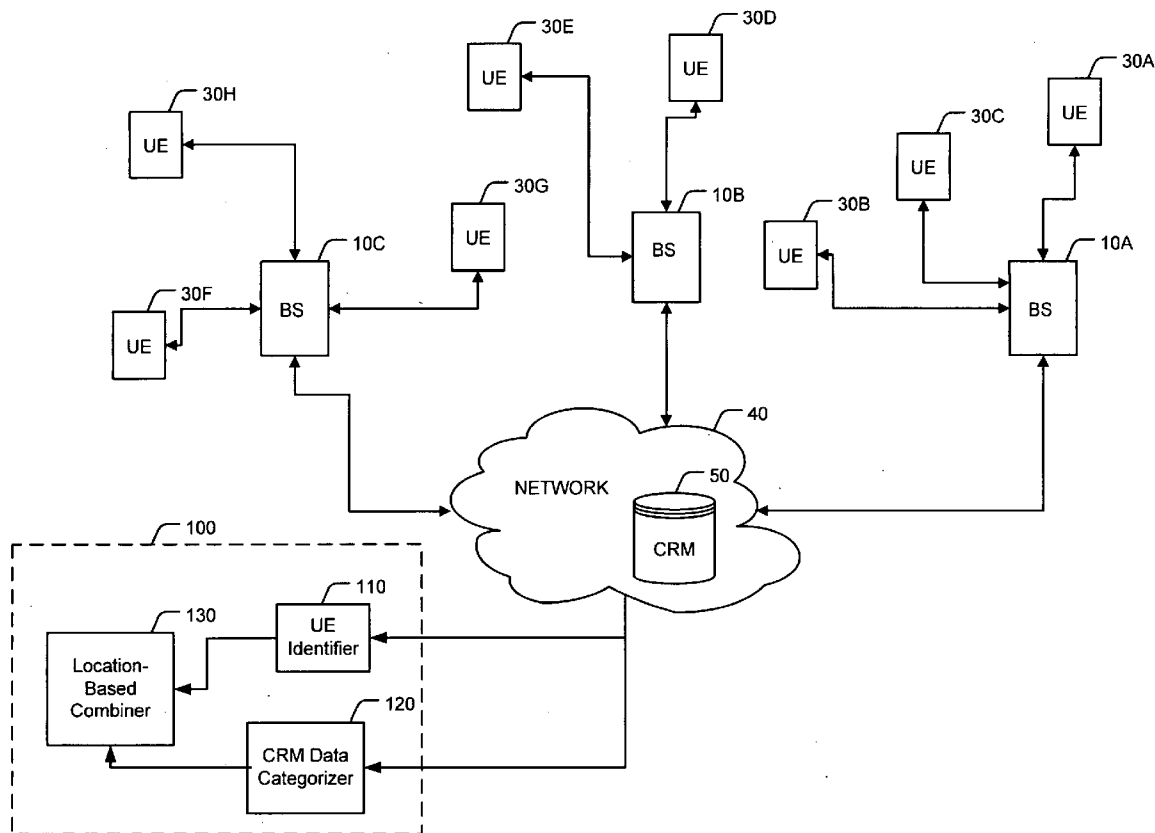 30E
30D
UE
UE
30A
30H
UE
30C
UE
UE
30G
10B
30B
UE
10C
BS
UE
10A
30F
BS
BS
UE
40
50
NETWORK
CRM
100
110
130
UE
Identifier
Location-
Based
Combiner
120
CRM Data
Categorizer